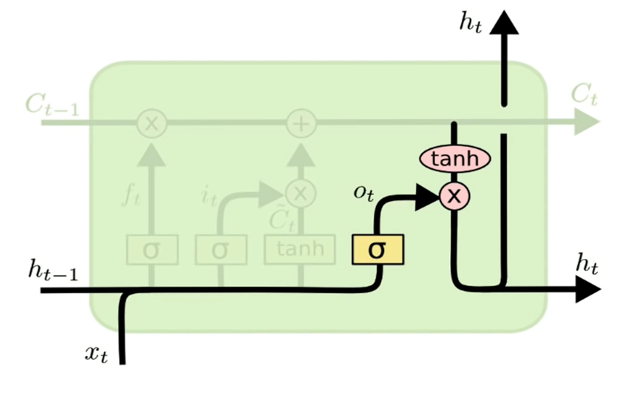 h_t
C_{t-1}
C_t
x
+
tanh
f_t
i_t
x
C̃_t
o_t
x
σ
σ
tanh
σ
h_{t-1}
h_t
x_t